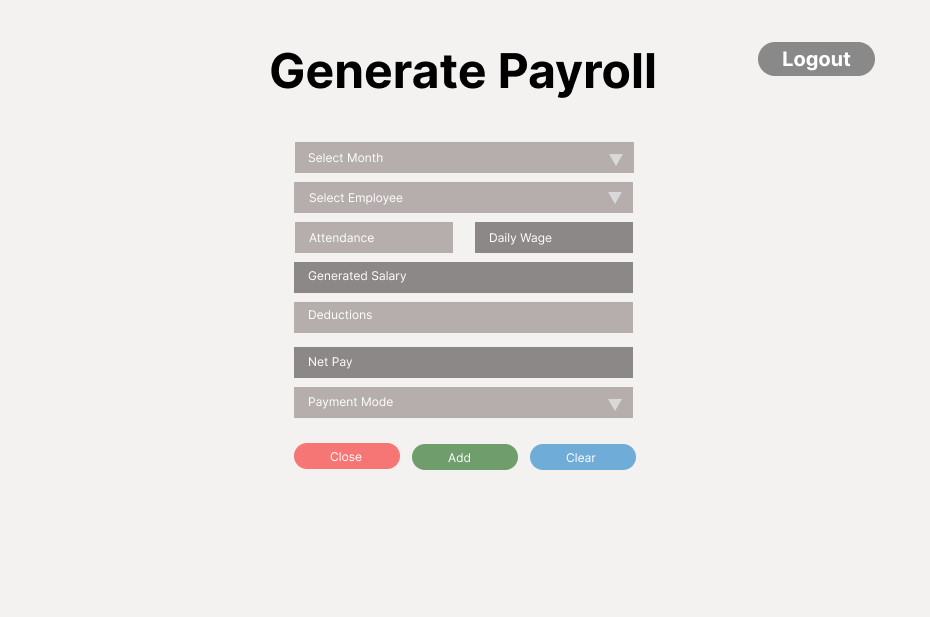 Generate Payroll
Logout
Select Month
Select Employee
Attendance
Daily Wage
Generated Salary
Deductions
Net Pay
Payment Mode
Close
Add
Clear